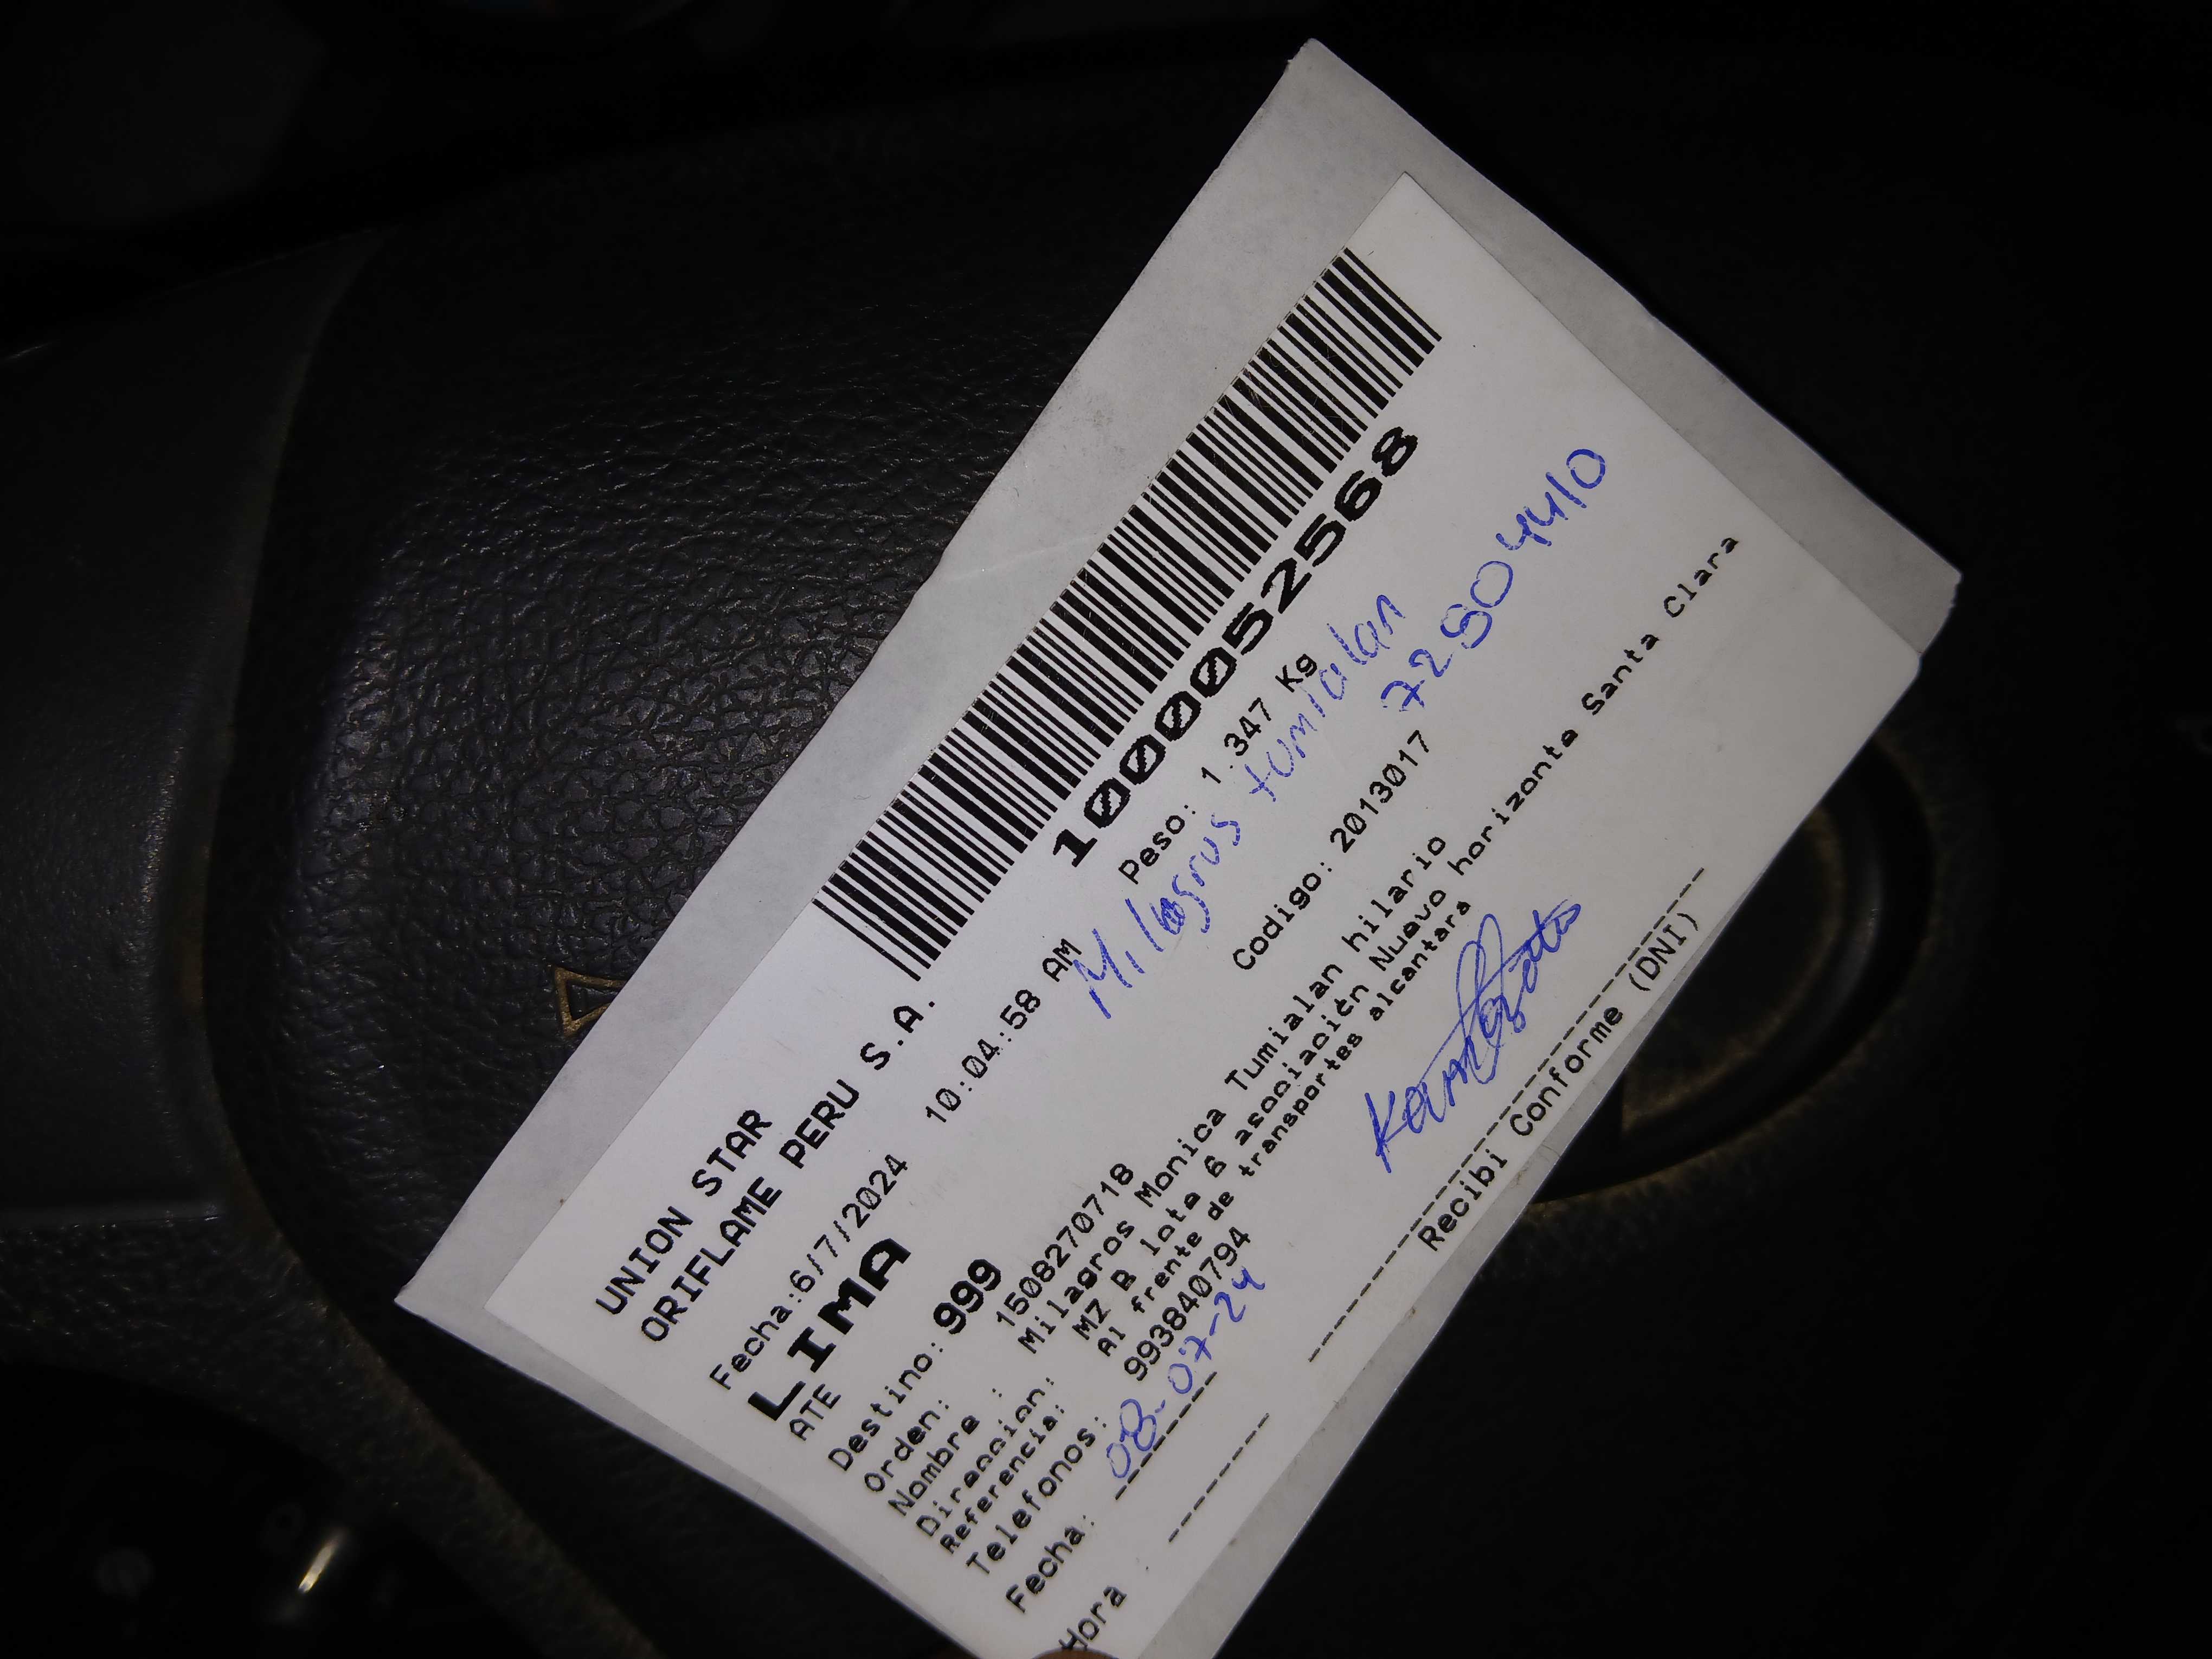 1000052568
UNION STAR
ORIFLAME PERU S.A.
Fecha:6/7/2024 10:04:58 AM Peso: 1.347 Kg
LIMA
Milagros tumialan
ATE
72504410
Destino: 999 Codigo: 2013017
Orden: 1508270718
Nombre : Milagros Monica Tumialan hilario
Direccion: MZ B lote 6 asociación Nuevo horizonte Santa Clara
Referencia: Al frente de transportes alcantara
Telefonos: 993840794
Fecha: 08-07-24
Hora :
Recibi Conforme (DNI)